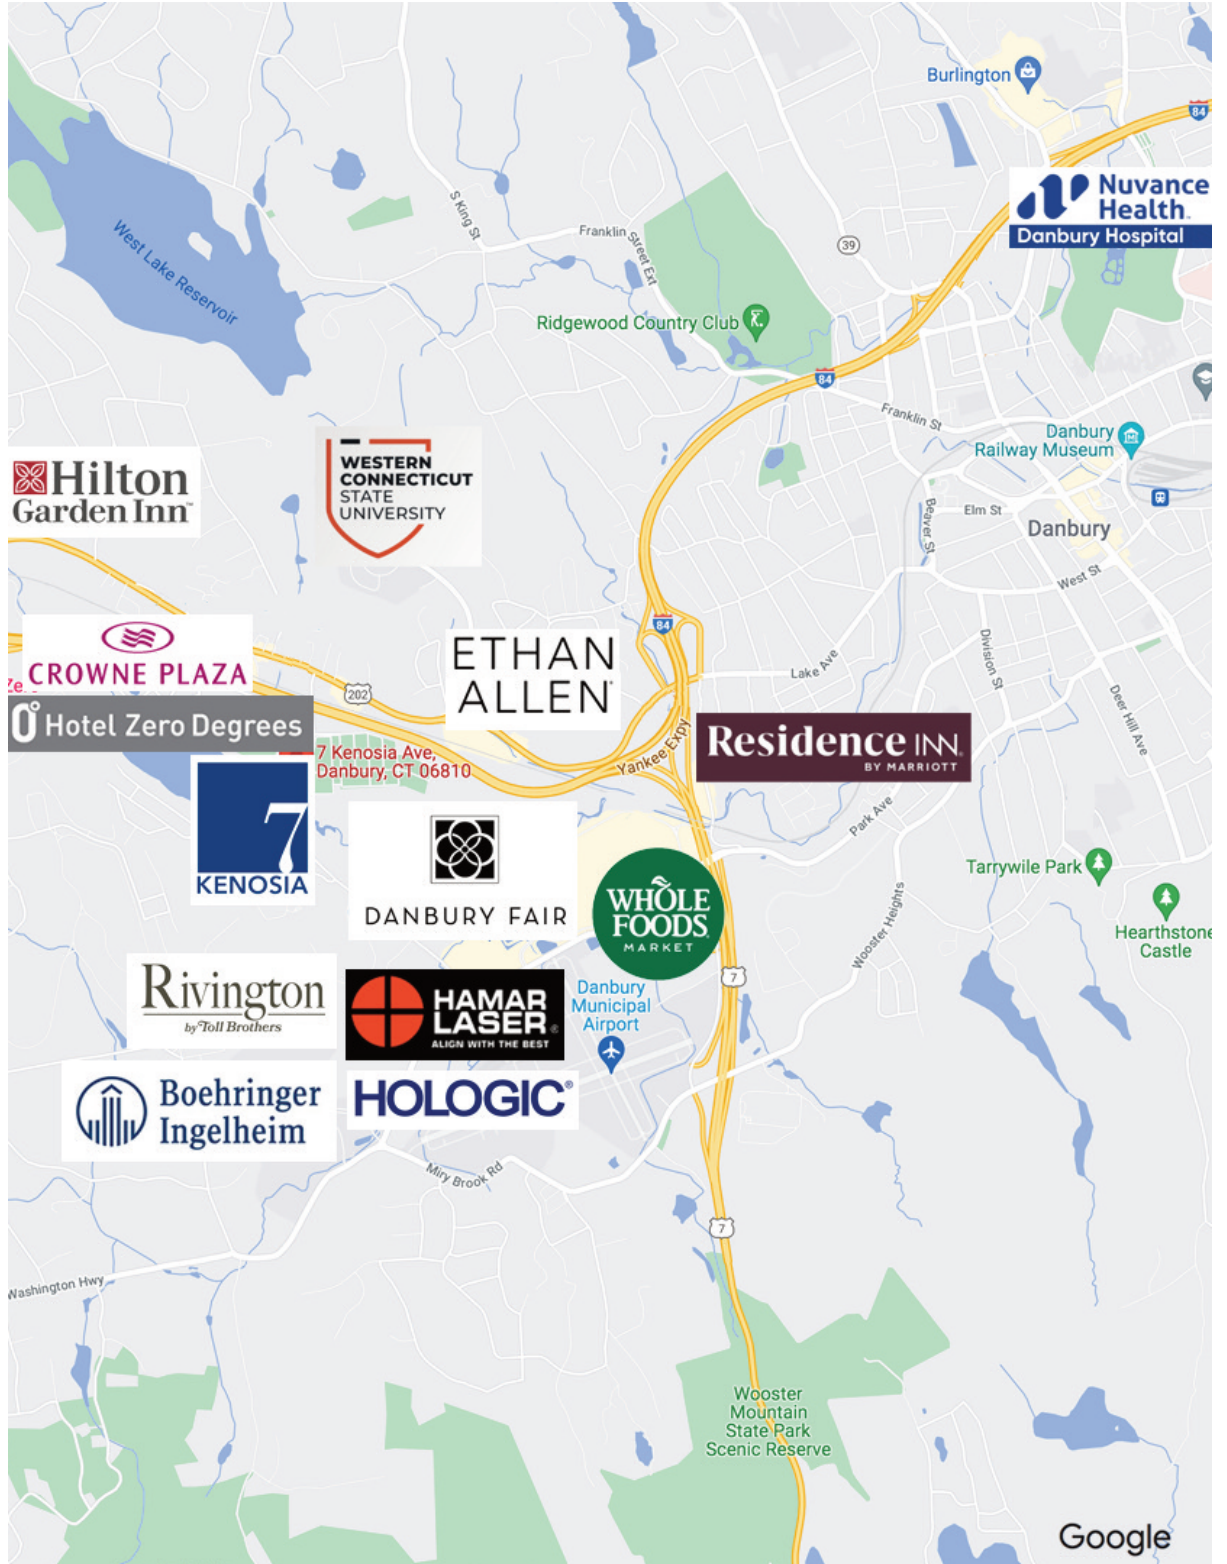 Burlington
84
Nuvance
Health
Danbury Hospital
S King St
Franklin Street Ext
39
West Lake Reservoir
Ridgewood Country Club
84
Franklin St
Danbury
Railway Museum
Hilton
Garden Inn™
WESTERN
CONNECTICUT
STATE
UNIVERSITY
Beaver St
Elm St
Danbury
West St
84
CROWNE PLAZA
Ze
0° Hotel Zero Degrees
202
ETHAN
ALLEN
Lake Ave
Division St
Deer Hill Ave
Yankee Expy
Residence INN
BY MARRIOTT
7 Kenosia Ave,
Danbury, CT 06810
7
KENOSIA
DANBURY FAIR
WHOLE
FOODS
MARKET
Park Ave
Tarrywile Park
Wooster Heights
Hearthstone
Castle
Rivington
by Toll Brothers
HAMAR
LASER®
ALIGN WITH THE BEST
Danbury
Municipal
Airport
7
Boehringer
Ingelheim
HOLOGIC®
Miry Brook Rd
7
Washington Hwy
Wooster
Mountain
State Park
Scenic Reserve
Google